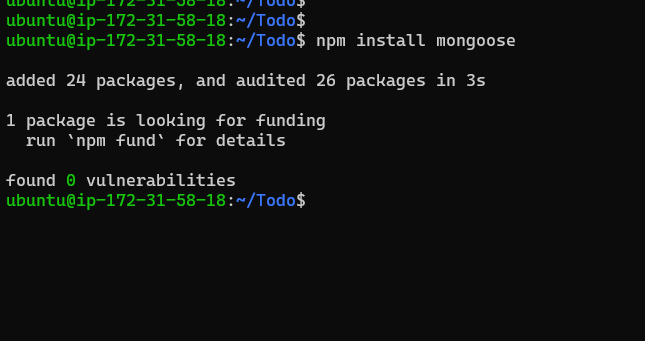 ubuntu@ip-172-31-58-18:~/Todo$
ubuntu@ip-172-31-58-18:~/Todo$
ubuntu@ip-172-31-58-18:~/Todo$ npm install mongoose
added 24 packages, and audited 26 packages in 3s
1 package is looking for funding
run `npm fund` for details
found 0 vulnerabilities
ubuntu@ip-172-31-58-18:~/Todo$